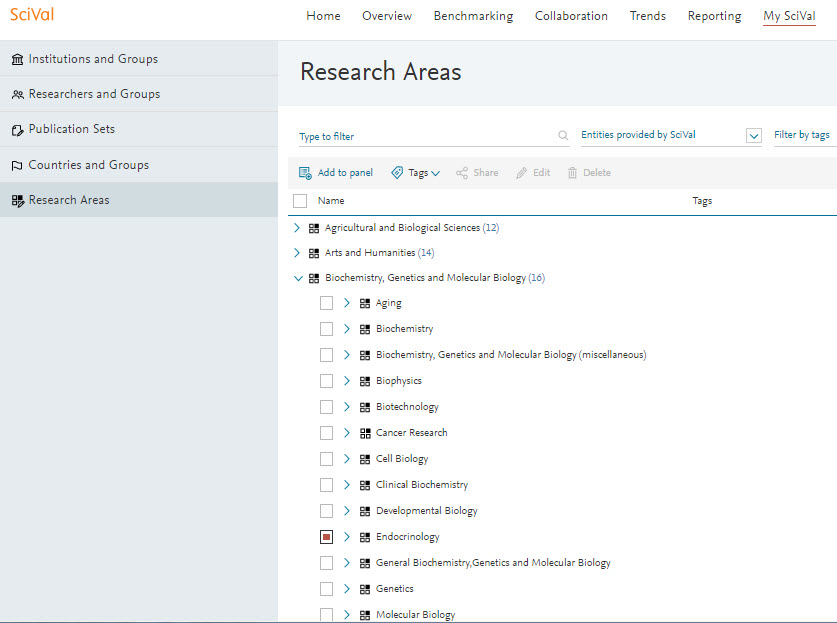 SciVal
Home Overview Benchmarking Collaboration Trends Reporting My SciVal
Institutions and Groups
Researchers and Groups
Publication Sets
Countries and Groups
Research Areas
Research Areas
Type to filter Entities provided by SciVal Filter by tags
Add to panel Tags Share Edit Delete
Name Tags
Agricultural and Biological Sciences (12)
Arts and Humanities (14)
Biochemistry, Genetics and Molecular Biology (16)
Aging
Biochemistry
Biochemistry, Genetics and Molecular Biology (miscellaneous)
Biophysics
Biotechnology
Cancer Research
Cell Biology
Clinical Biochemistry
Developmental Biology
Endocrinology
General Biochemistry,Genetics and Molecular Biology
Genetics
Molecular Biology